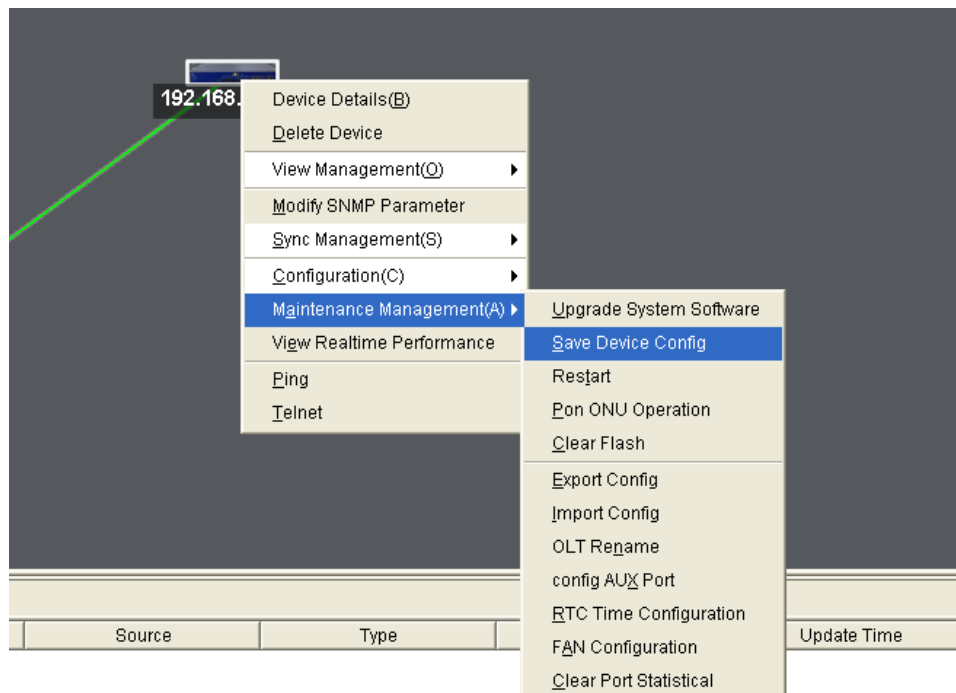 192.168.
Device Details(B)
Delete Device
View Management(O)
Modify SNMP Parameter
Sync Management(S)
Configuration(C)
Maintenance Management(A)
View Realtime Performance
Ping
Telnet
Upgrade System Software
Save Device Config
Restart
Pon ONU Operation
Clear Flash
Export Config
Import Config
OLT Rename
config AUX Port
RTC Time Configuration
FAN Configuration
Clear Port Statistical
Source Type Update Time